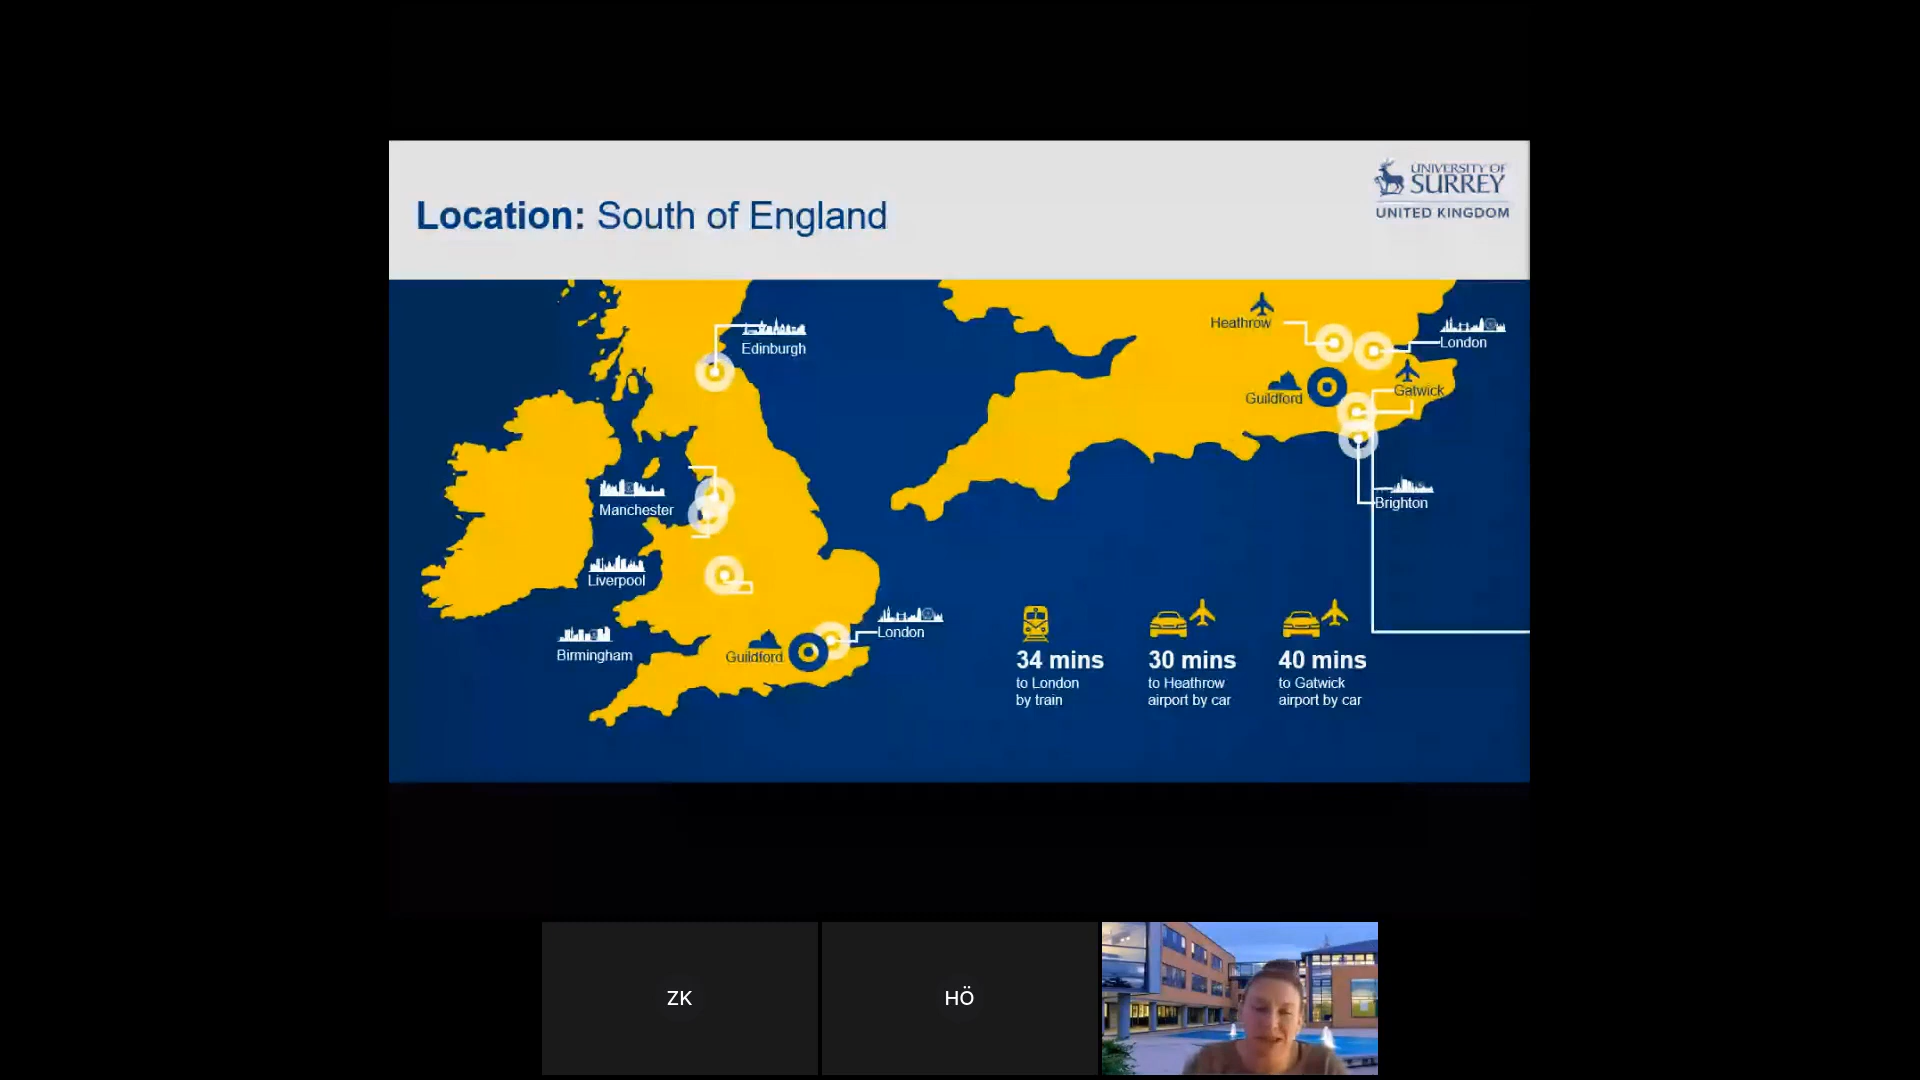 Location: South of England
UNIVERSITY OF
SURREY
UNITED KINGDOM
Edinburgh
Manchester
Liverpool
Birmingham
Guildford
London
Heathrow
London
Guildford
Gatwick
Brighton
34 mins
to London
by train
30 mins
to Heathrow
airport by car
40 mins
to Gatwick
airport by car
ZK
HÖ